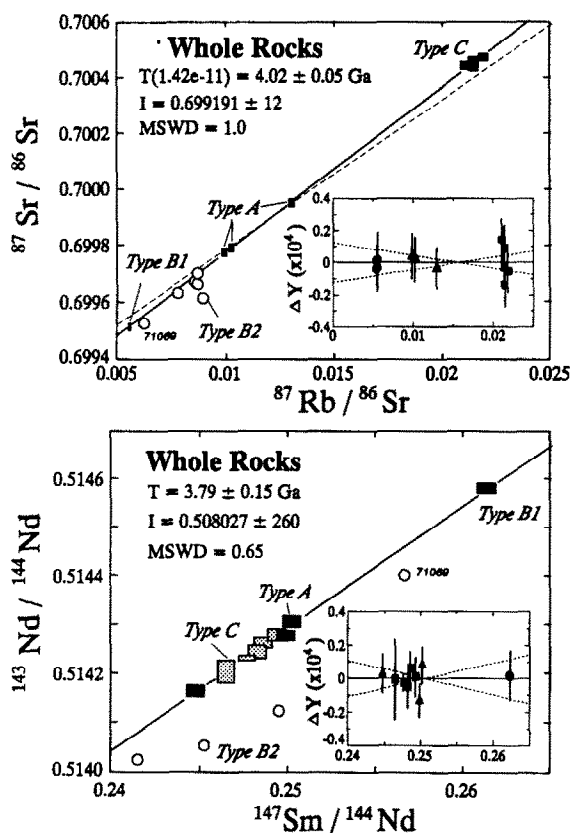 0.7006
0.7004
0.7002
0.7000
0.6998
0.6996
0.6994
87Sr / 86Sr
Whole Rocks
T(1.42e-11) = 4.02 ± 0.05 Ga
I = 0.699191 ± 12
MSWD = 1.0
Type C
Type A
Type B1
Type B2
71069
0.4
0.2
0
-0.2
-0.4
ΔY (x10⁴)
0
0.01
0.02
0.005
0.01
0.015
0.02
0.025
87Rb / 86Sr
0.5146
0.5144
0.5142
0.5140
143Nd / 144Nd
Whole Rocks
T = 3.79 ± 0.15 Ga
I = 0.508027 ± 260
MSWD = 0.65
Type B1
71069
Type A
Type C
Type B2
0.4
0.2
0
-0.2
-0.4
ΔY (x10⁴)
0.24
0.25
0.26
0.24
0.25
0.26
147Sm / 144Nd